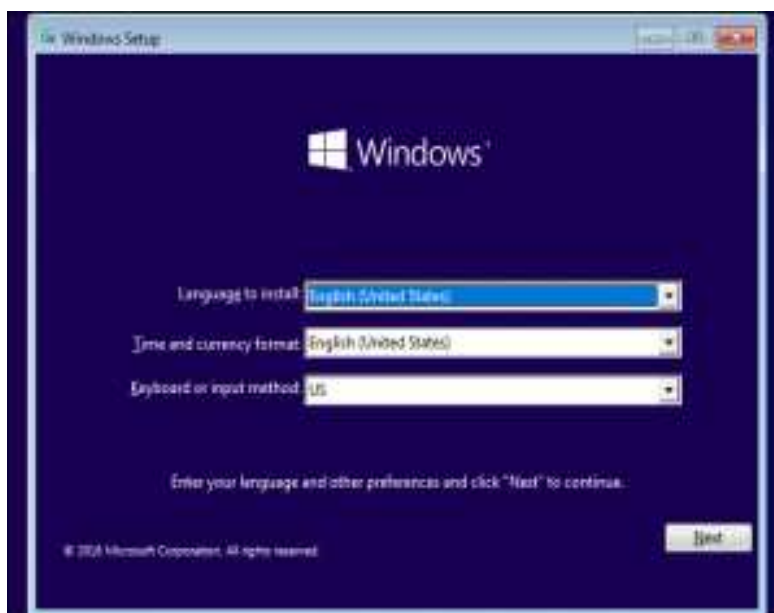 Windows Setup
Windows
Language to install: English (United States)
Time and currency format: English (United States)
Keyboard or input method: US
Enter your language and other preferences and click "Next" to continue.
Microsoft Corporation. All rights reserved.
Next